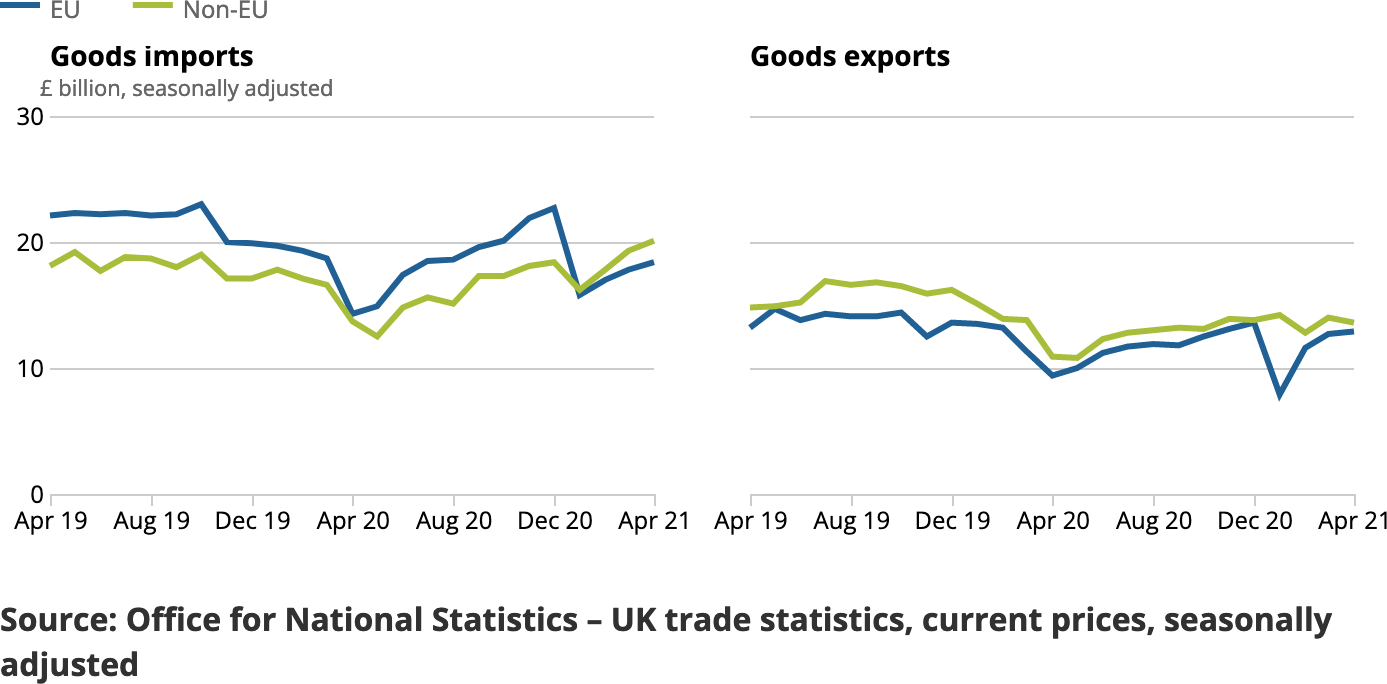 EU Non-EU
Goods imports
£ billion, seasonally adjusted
30
20
10
0
Apr 19 Aug 19 Dec 19 Apr 20 Aug 20 Dec 20 Apr 21
Goods exports
Apr 19 Aug 19 Dec 19 Apr 20 Aug 20 Dec 20 Apr 21
Source: Office for National Statistics – UK trade statistics, current prices, seasonally
adjusted